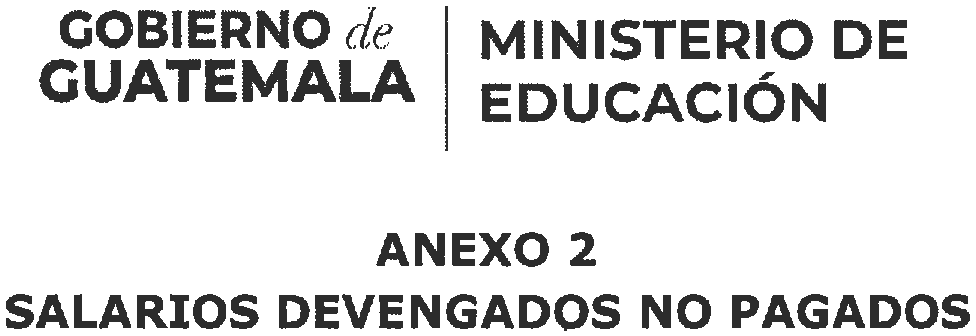 GOBIERNO de
GUATEMALA
MINISTERIO DE
EDUCACIÓN
ANEXO 2
SALARIOS DEVENGADOS NO PAGADOS